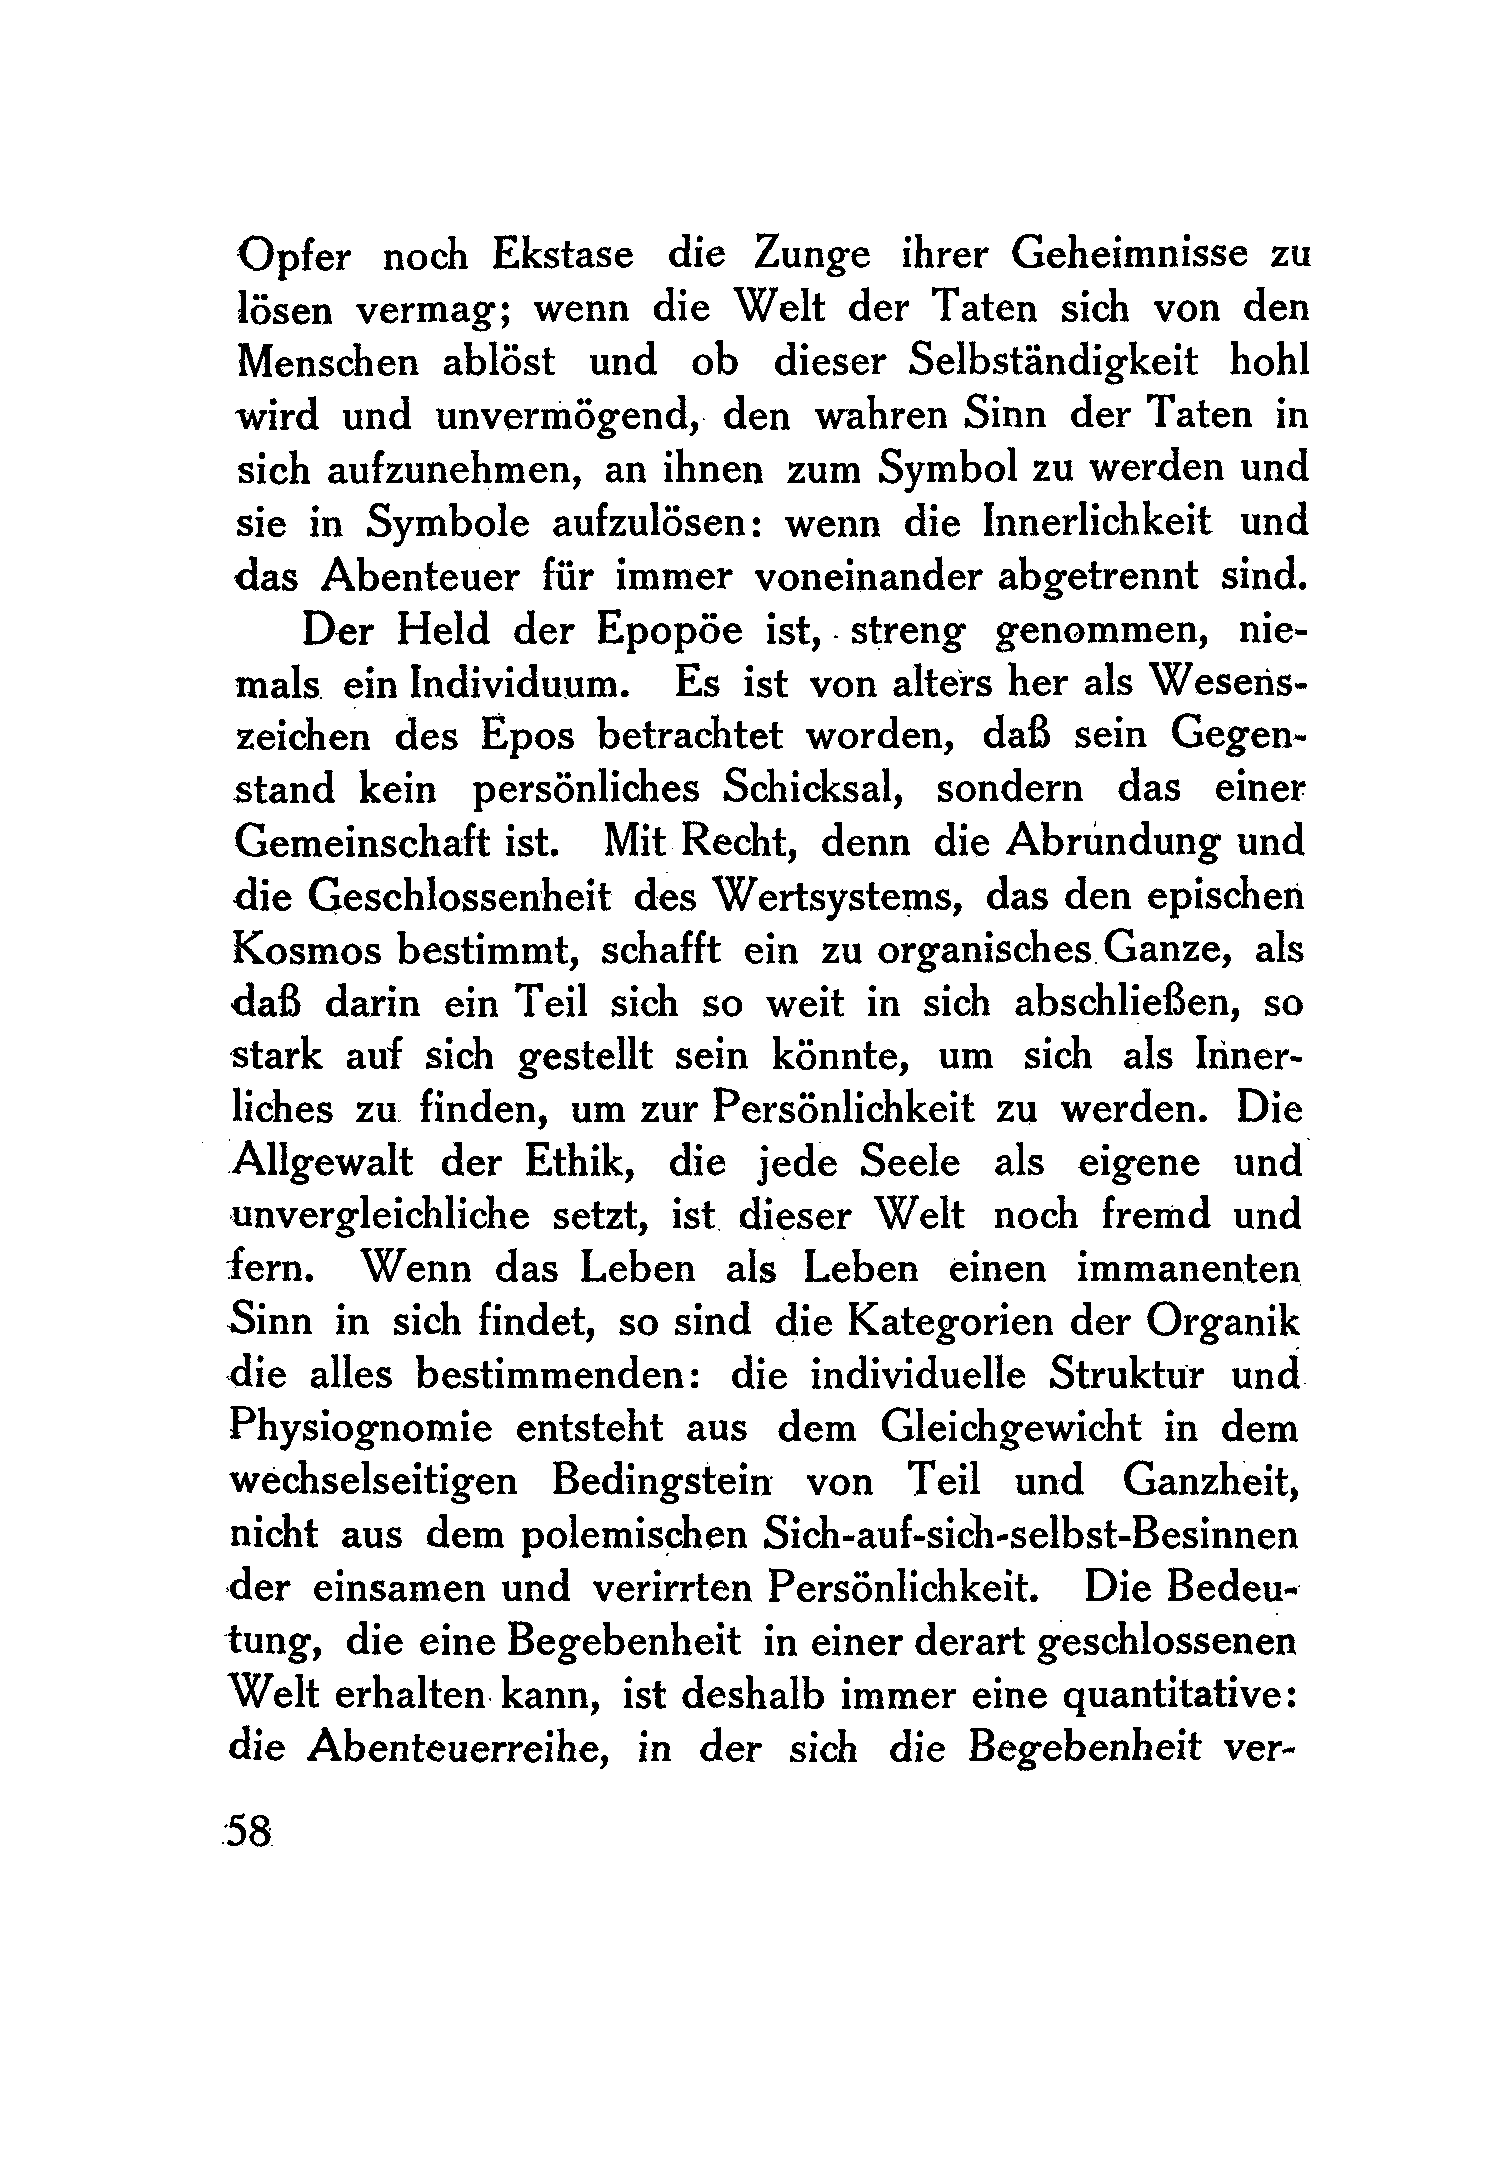 Opfer noch Ekstase die Zunge ihrer Geheimnisse zu
lösen vermag; wenn die Welt der Taten sich von den
Menschen ablöst und ob dieser Selbständigkeit hohl
wird und unvermögend, den wahren Sinn der Taten in
sich aufzunehmen, an ihnen zum Symbol zu werden und
sie in Symbole aufzulösen: wenn die Innerlichkeit und
das Abenteuer für immer voneinander abgetrennt sind.
Der Held der Epopöe ist, streng genommen, nie-
mals ein Individuum. Es ist von alters her als Wesens-
zeichen des Epos betrachtet worden, daß sein Gegen-
stand kein persönliches Schicksal, sondern das einer
Gemeinschaft ist. Mit Recht, denn die Abrundung und
die Geschlossenheit des Wertsystems, das den epischen
Kosmos bestimmt, schafft ein zu organisches Ganze, als
daß darin ein Teil sich so weit in sich abschließen, so
stark auf sich gestellt sein könnte, um sich als Inner-
liches zu finden, um zur Persönlichkeit zu werden. Die
Allgewalt der Ethik, die jede Seele als eigene und
unvergleichliche setzt, ist dieser Welt noch fremd und
fern. Wenn das Leben als Leben einen immanenten
Sinn in sich findet, so sind die Kategorien der Organik
die alles bestimmenden: die individuelle Struktur und
Physiognomie entsteht aus dem Gleichgewicht in dem
wechselseitigen Bedingstein von Teil und Ganzheit,
nicht aus dem polemischen Sich-auf-sich-selbst-Besinnen
der einsamen und verirrten Persönlichkeit. Die Bedeu-
tung, die eine Begebenheit in einer derart geschlossenen
Welt erhalten kann, ist deshalb immer eine quantitative:
die Abenteuerreihe, in der sich die Begebenheit ver-
58